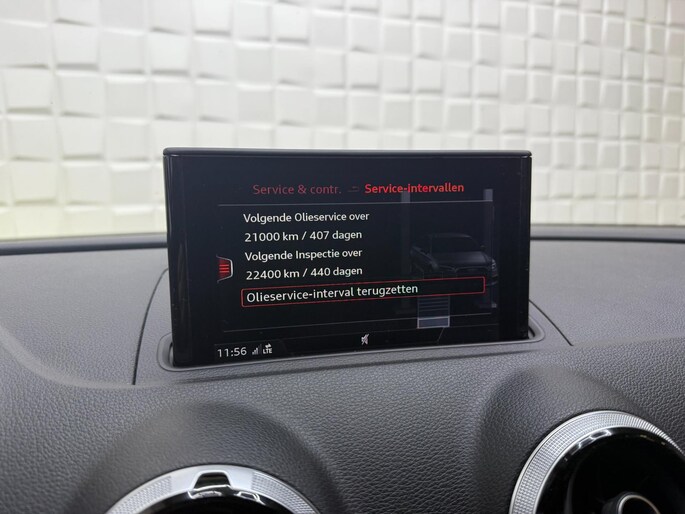 Service & contr. Service-intervallen
Volgende Olieservice over
21000 km / 407 dagen
Volgende Inspectie over
22400 km / 440 dagen
Olieservice-interval terugzetten
11:56 LTE